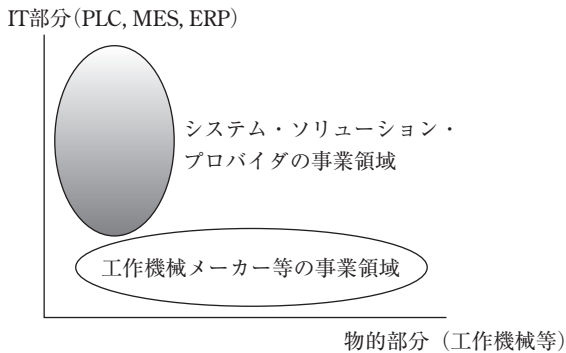 IT部分(PLC, MES, ERP)
システム・ソリューション・
プロバイダの事業領域
工作機械メーカー等の事業領域
物的部分（工作機械等）